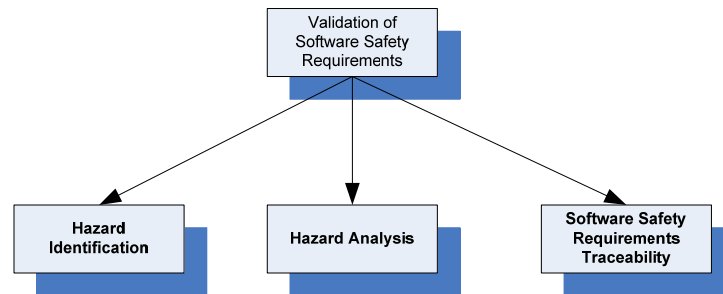 Validation of
Software Safety
Requirements
Hazard
Identification
Hazard Analysis
Software Safety
Requirements
Traceability